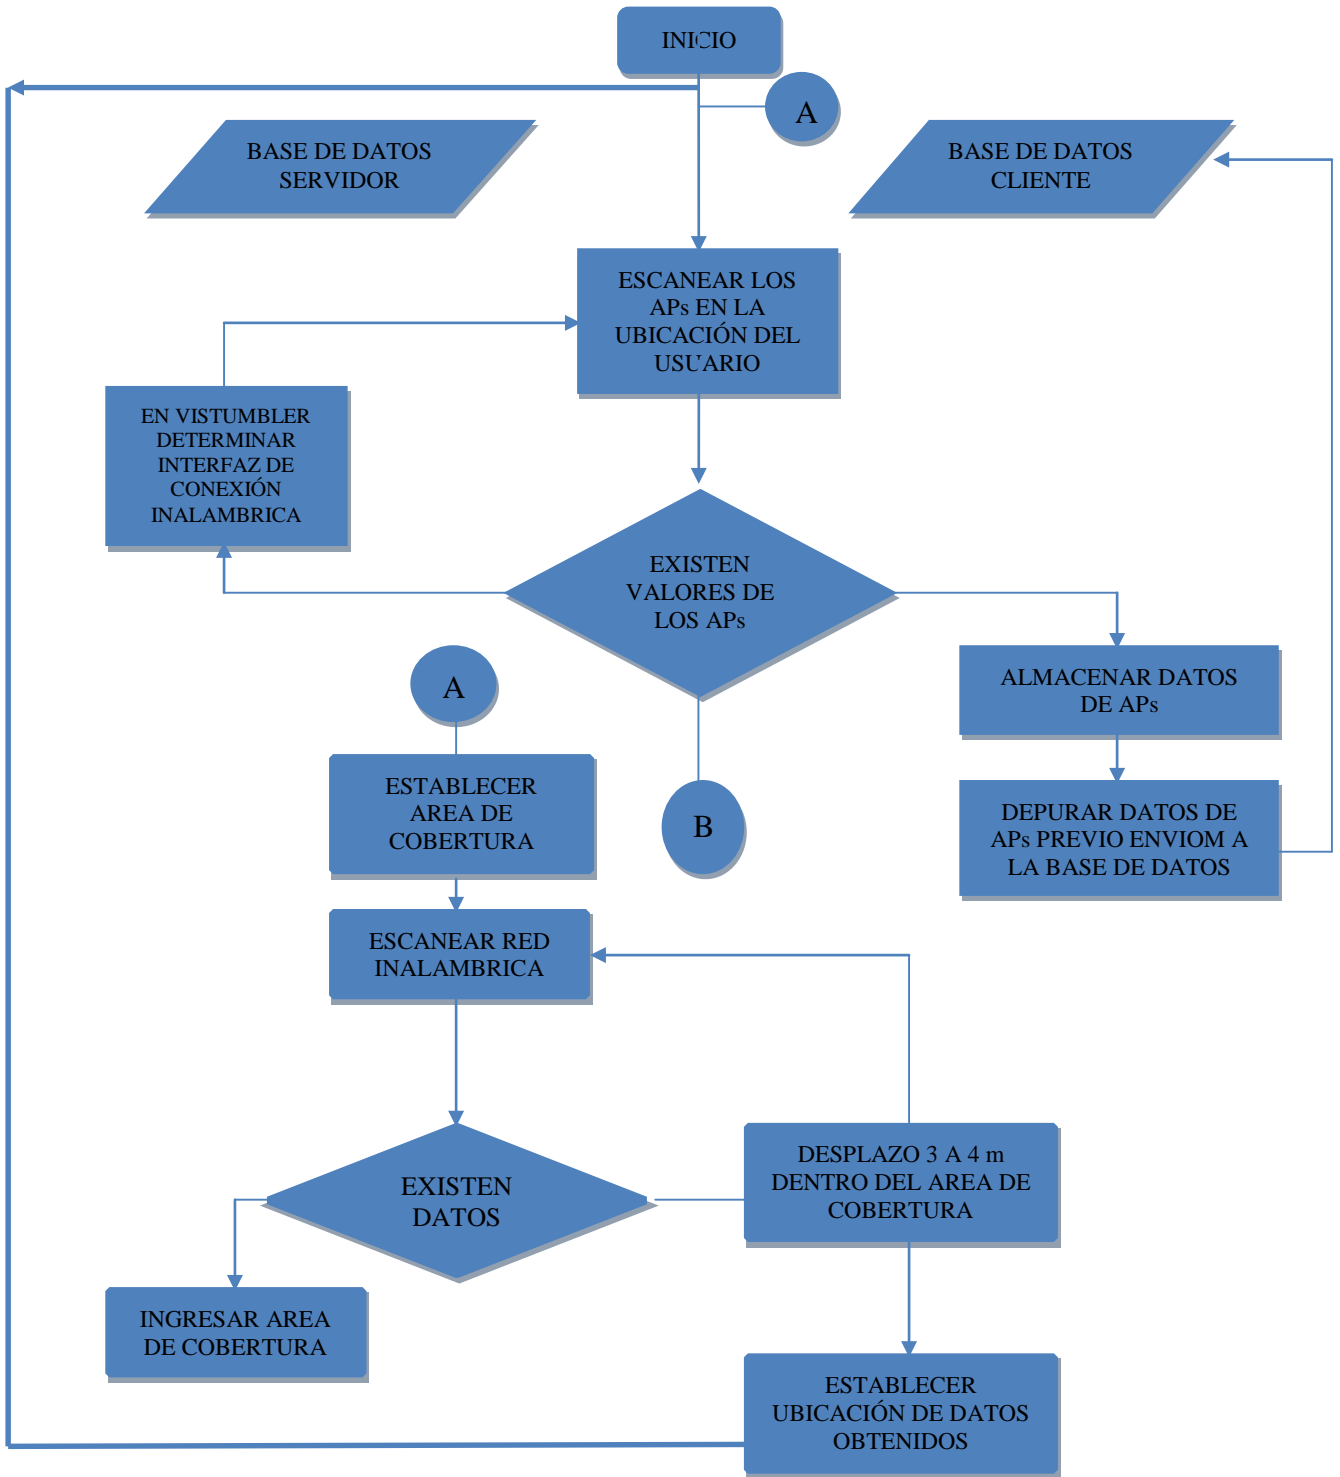 INICIO
A
BASE DE DATOS
SERVIDOR
BASE DE DATOS
CLIENTE
ESCANEAR LOS
APs EN LA
UBICACIÓN DEL
USUARIO
EN VISTUMBLER
DETERMINAR
INTERFAZ DE
CONEXIÓN
INALAMBRICA
EXISTEN
VALORES DE
LOS APs
A
ALMACENAR DATOS
DE APs
ESTABLECER
AREA DE
COBERTURA
B
DEPURAR DATOS DE
APs PREVIO ENVIOM A
LA BASE DE DATOS
ESCANEAR RED
INALAMBRICA
EXISTEN
DATOS
DESPLAZO 3 A 4 m
DENTRO DEL AREA DE
COBERTURA
INGRESAR AREA
DE COBERTURA
ESTABLECER
UBICACIÓN DE DATOS
OBTENIDOS